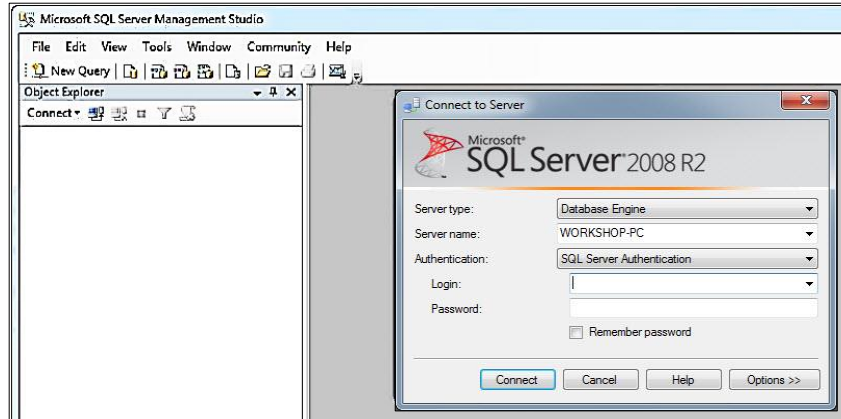 Microsoft SQL Server Management Studio
File Edit View Tools Window Community Help
New Query
Object Explorer
Connect
Connect to Server
Microsoft®
SQL Server® 2008 R2
Server type: Database Engine
Server name: WORKSHOP-PC
Authentication: SQL Server Authentication
Login:
Password:
Remember password
Connect Cancel Help Options >>